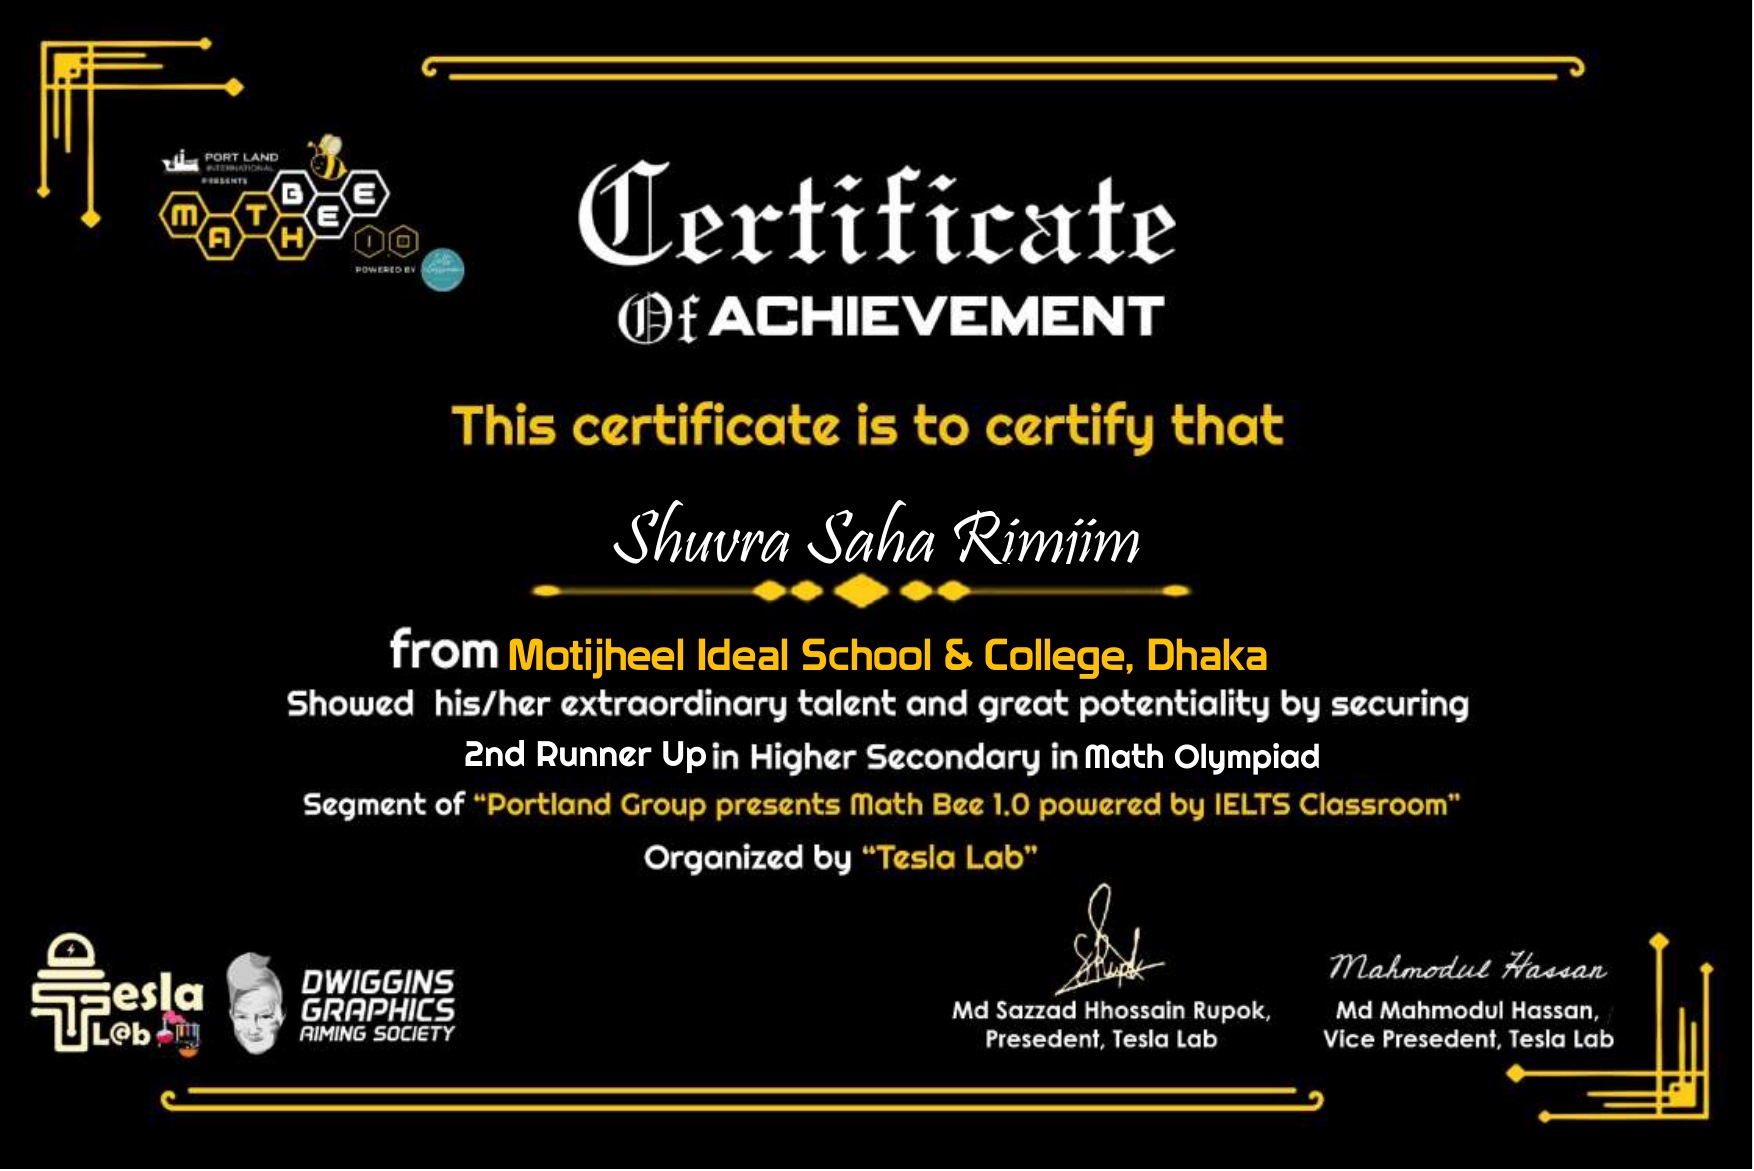 PORT LAND
INTERNATIONAL
PRESENTS
MATH BEE
1.0
POWERED BY
Certificate
Of ACHIEVEMENT
This certificate is to certify that
Shuvra Saha Rimjim
from Motijheel Ideal School & College, Dhaka
Showed his/her extraordinary talent and great potentiality by securing
2nd Runner Up in Higher Secondary in Math Olympiad
Segment of “Portland Group presents Math Bee 1.0 powered by IELTS Classroom”
Organized by “Tesla Lab”
Tesla
L@b
DWIGGINS
GRAPHICS
AIMING SOCIETY
Mahmodul Hassan
Md Sazzad Hhossain Rupok,
Presedent, Tesla Lab
Md Mahmodul Hassan,
Vice Presedent, Tesla Lab